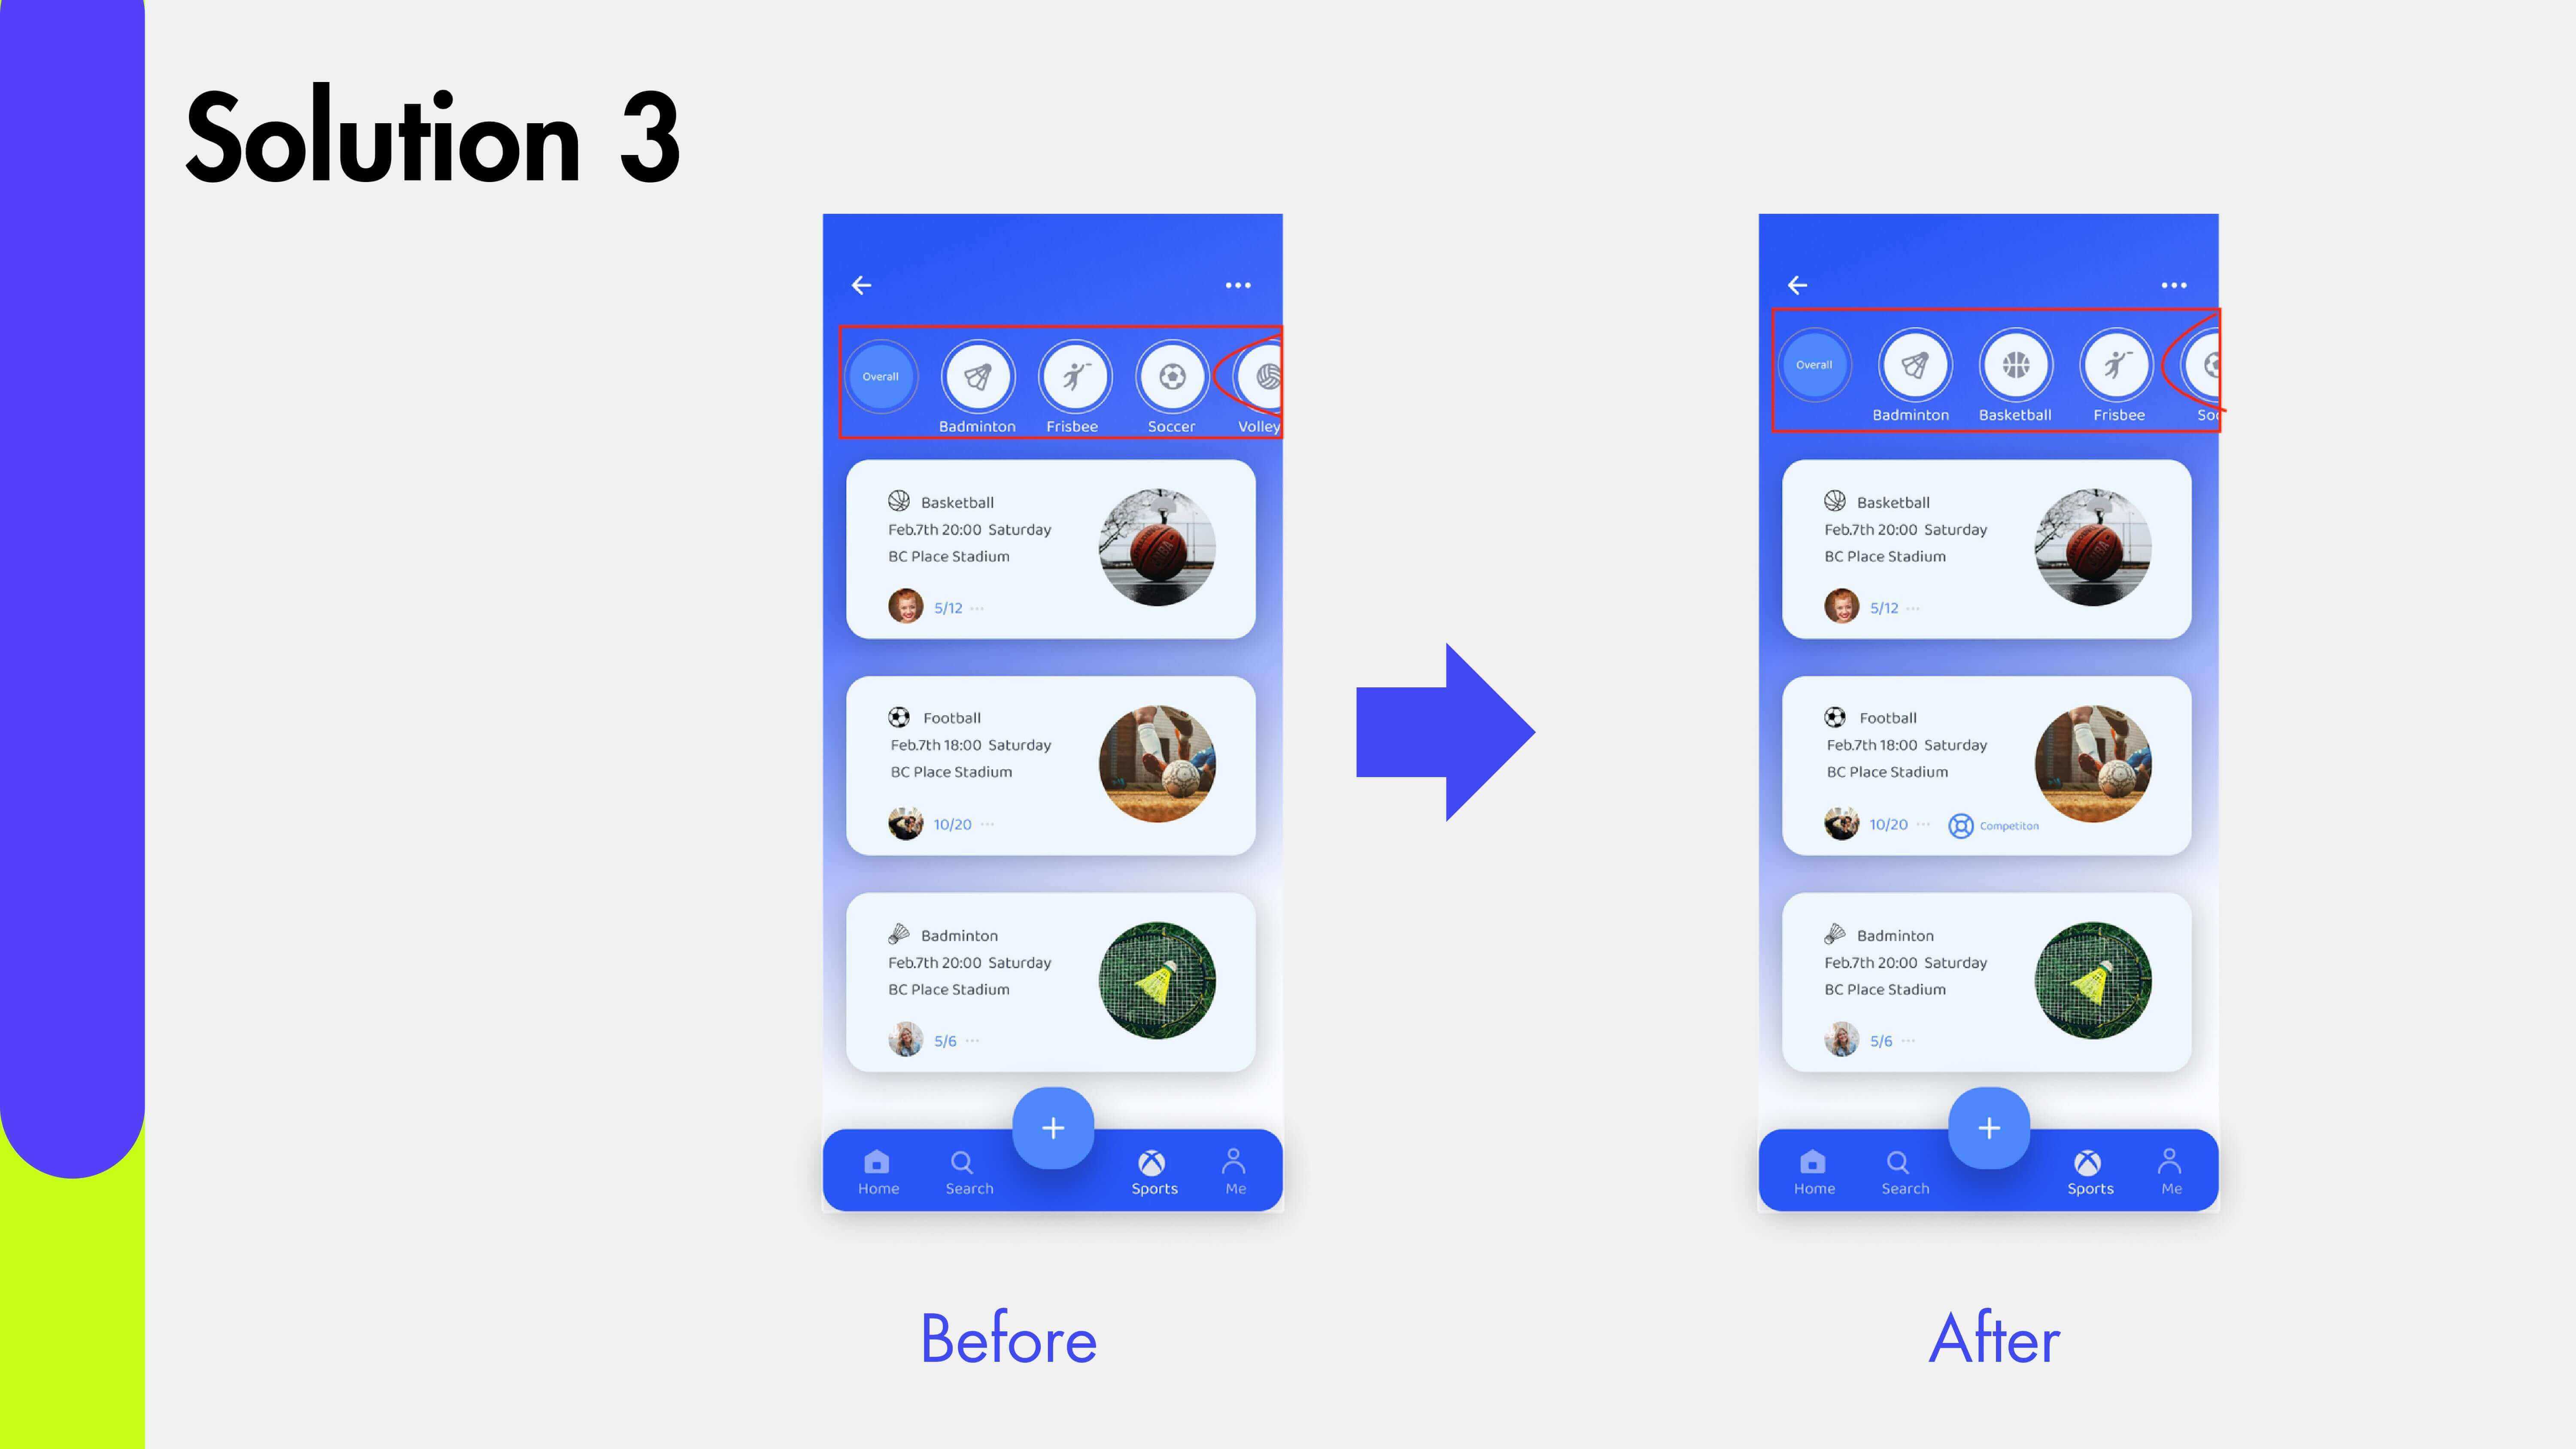 Solution 3
Overall
Badminton
Frisbee
Soccer
Volley
Basketball
Feb.7th 20:00 Saturday
BC Place Stadium
5/12 ...
Football
Feb.7th 18:00 Saturday
BC Place Stadium
10/20 ...
Badminton
Feb.7th 20:00 Saturday
BC Place Stadium
5/6 ...
+
Home
Search
Sports
Me
Before
Overall
Badminton
Basketball
Frisbee
Soc
Basketball
Feb.7th 20:00 Saturday
BC Place Stadium
5/12 ...
Football
Feb.7th 18:00 Saturday
BC Place Stadium
10/20 ... Competiton
Badminton
Feb.7th 20:00 Saturday
BC Place Stadium
5/6 ...
+
Home
Search
Sports
Me
After